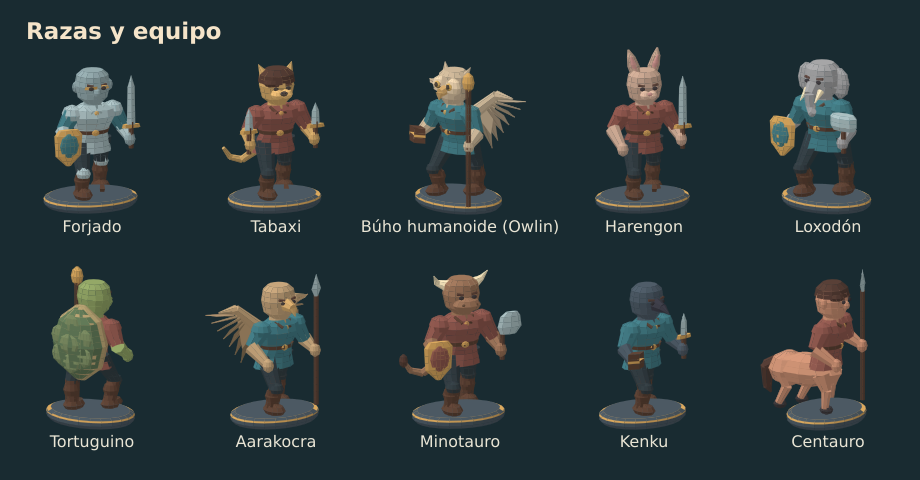 Razas y equipo
Forjado
Tabaxi
Búho humanoide (Owlin)
Harengon
Loxodón
Tortuguino
Aarakocra
Minotauro
Kenku
Centauro